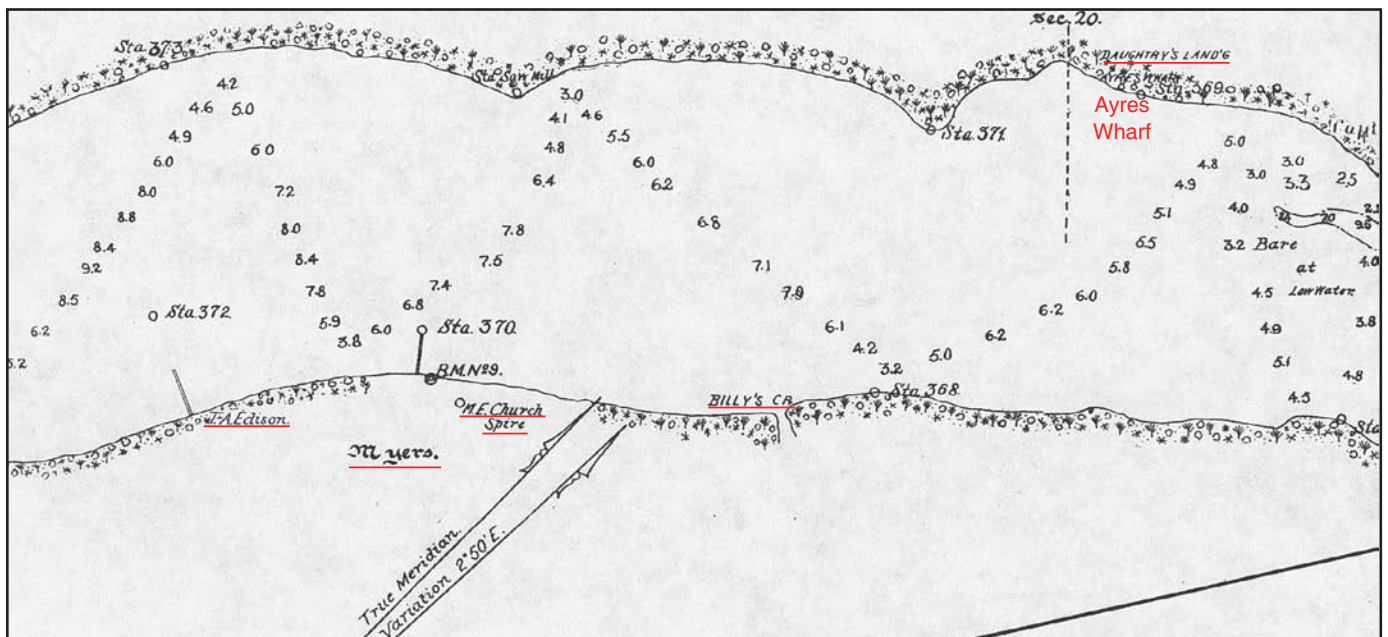 Sec. 20.
Sta. 373
Sta. Saw Mill
DAUGHTRY'S LAND'G
AYRES WHARF
Sta. 369
Ayres
Wharf
Sta. 371
4.2
4.6 5.0
4.9
6.0 6.0
8.0 7.2
8.8 8.0
8.4 8.4
9.2
8.5 7.8
6.2 5.9 6.0
5.2 3.8
3.0
4.1 4.6
4.8 5.5
6.0
6.4 6.2
7.8 6.8
7.5 7.1
7.4 7.9
6.8
6.1
4.2 5.0
3.2
6.2
6.2
6.0
5.8
6.5
5.1
4.9
4.8
5.0
3.0 3.0
3.3 2.5
4.0
3.2 Bare
at
4.5 Low Water
4.0
4.9 3.8
5.1
4.8
4.5
Sta. 372
Sta. 370
B.M. No 9.
Sta. 368
Sta
T.A. Edison
M.E. Church
Spire
BILLY'S CR.
Myers.
True Meridian
Variation 2°50'E.